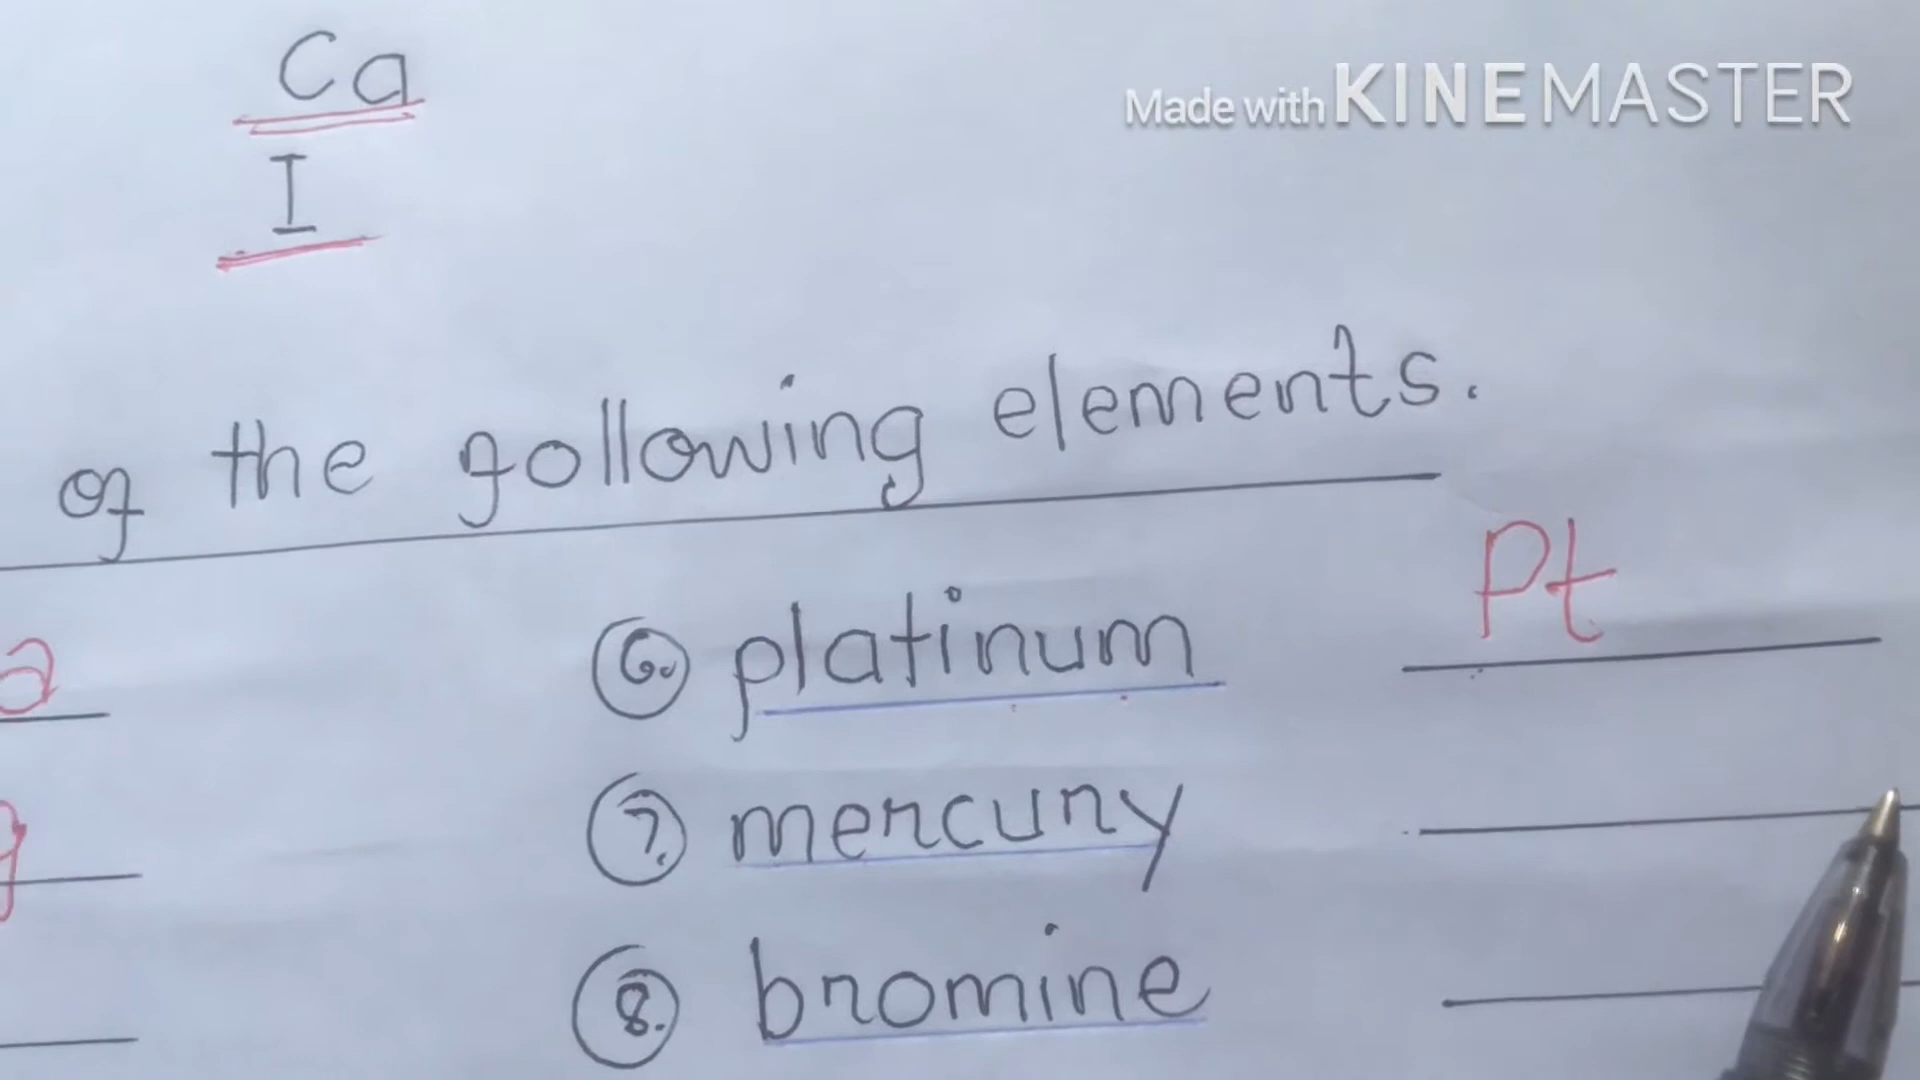 Ca
Made with KINEMASTER
I
of the following elements.
a
6. platinum Pt
g
7. mercury
8. bromine